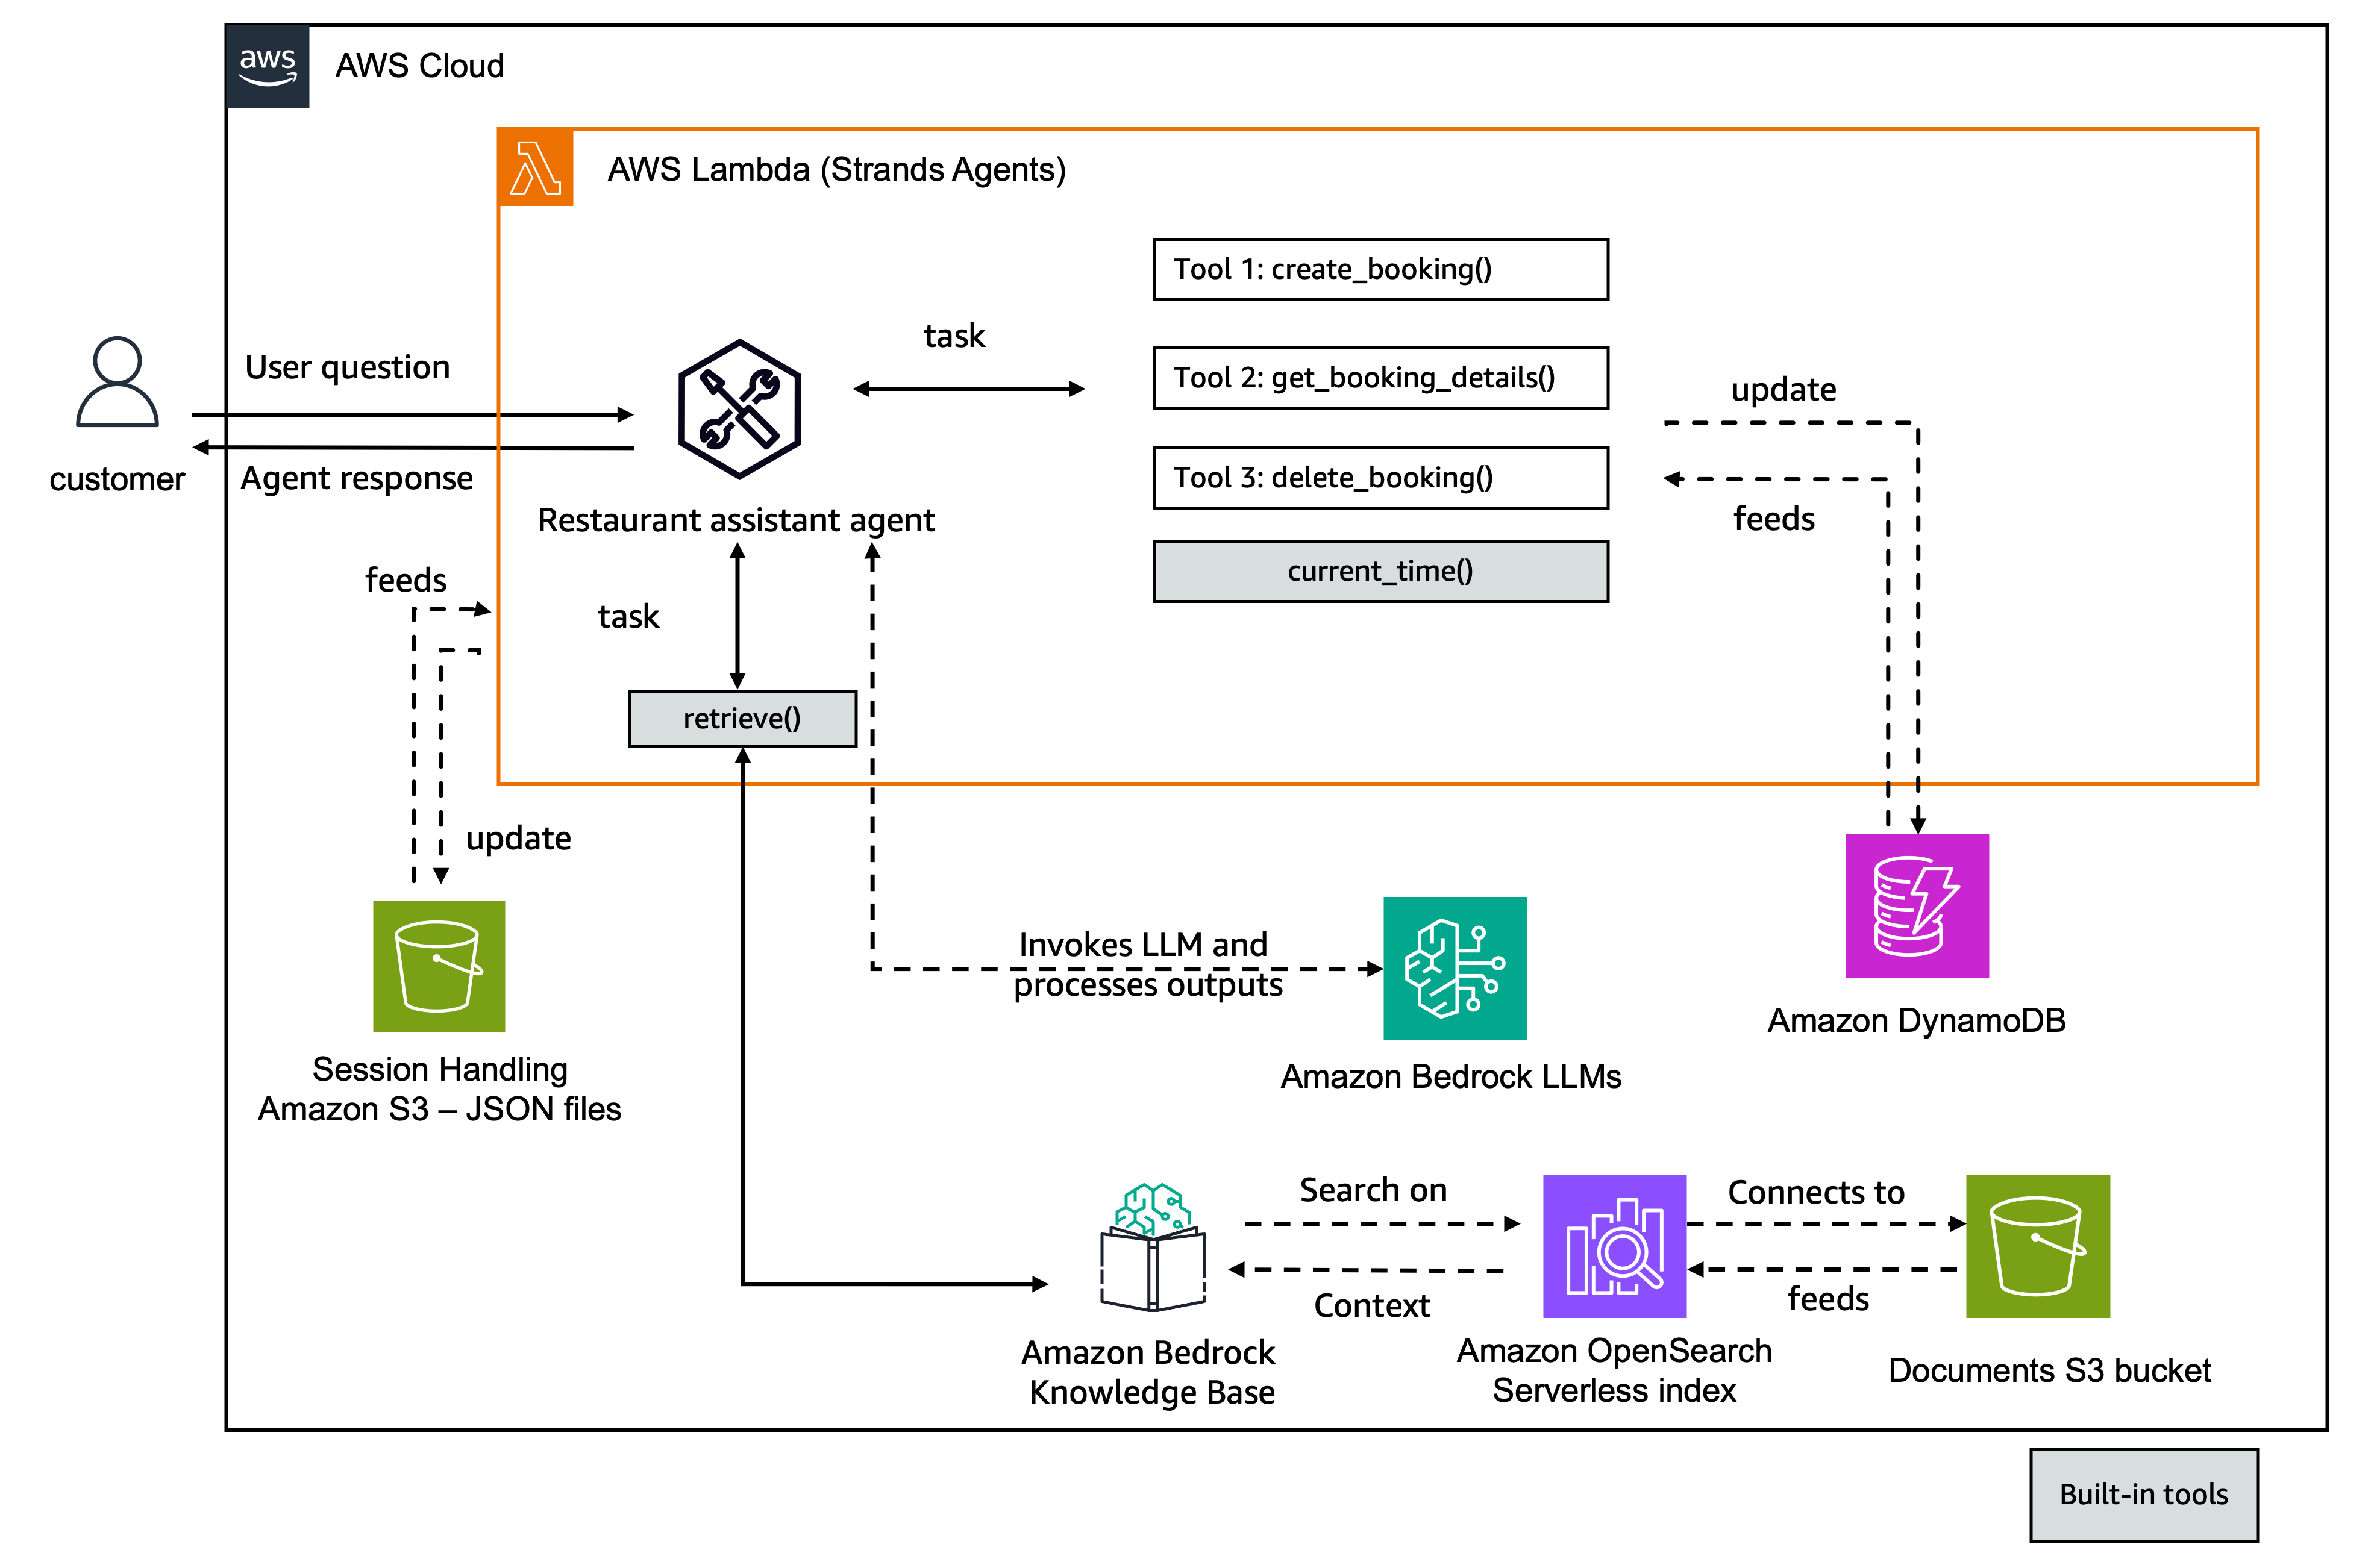 aws
AWS Cloud
AWS Lambda (Strands Agents)
Tool 1: create_booking()
task
Tool 2: get_booking_details()
User question
update
Tool 3: delete_booking()
customer
Agent response
feeds
Restaurant assistant agent
current_time()
feeds
task
retrieve()
update
Invokes LLM and
processes outputs
Amazon DynamoDB
Session Handling
Amazon S3 – JSON files
Amazon Bedrock LLMs
Search on
Connects to
Context
feeds
Amazon Bedrock
Knowledge Base
Amazon OpenSearch
Serverless index
Documents S3 bucket
Built-in tools